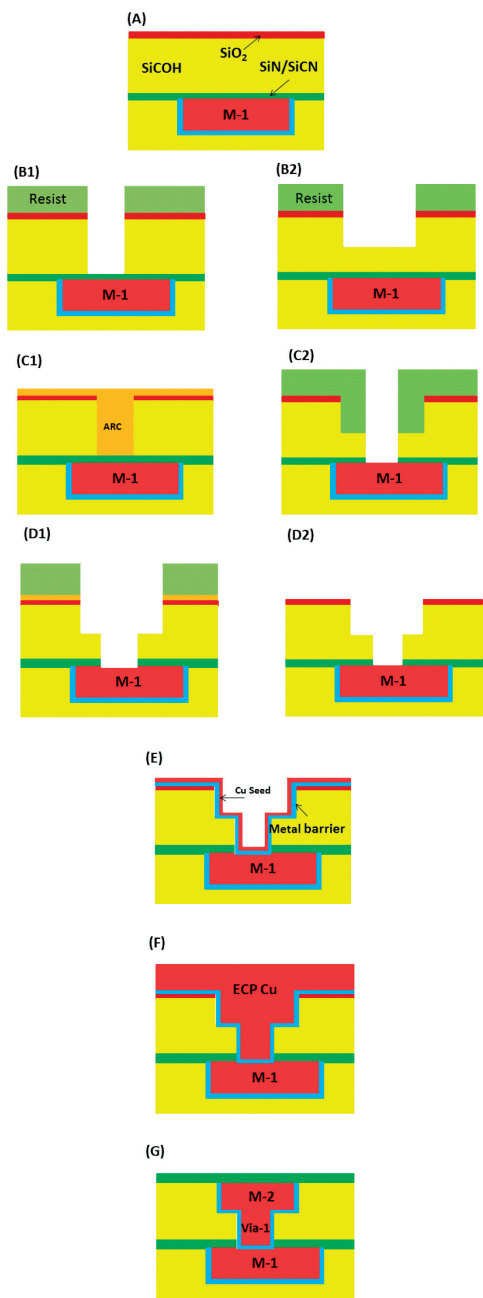 (A)
SiO2
SiCOH
SiN/SiCN
M-1
(B1)
(B2)
Resist
Resist
M-1
M-1
(C1)
(C2)
ARC
M-1
M-1
(D1)
(D2)
M-1
M-1
(E)
Cu Seed
Metal barrier
M-1
(F)
ECP Cu
M-1
(G)
M-2
Via-1
M-1